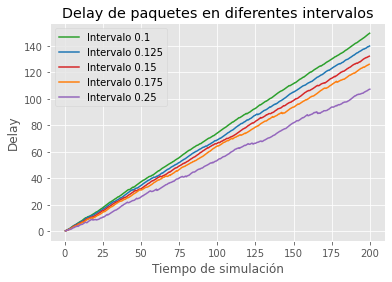 Delay de paquetes en diferentes intervalos
Intervalo 0.1
Intervalo 0.125
Intervalo 0.15
Intervalo 0.175
Intervalo 0.25
Delay
140
120
100
80
60
40
20
0
0 25 50 75 100 125 150 175 200
Tiempo de simulación